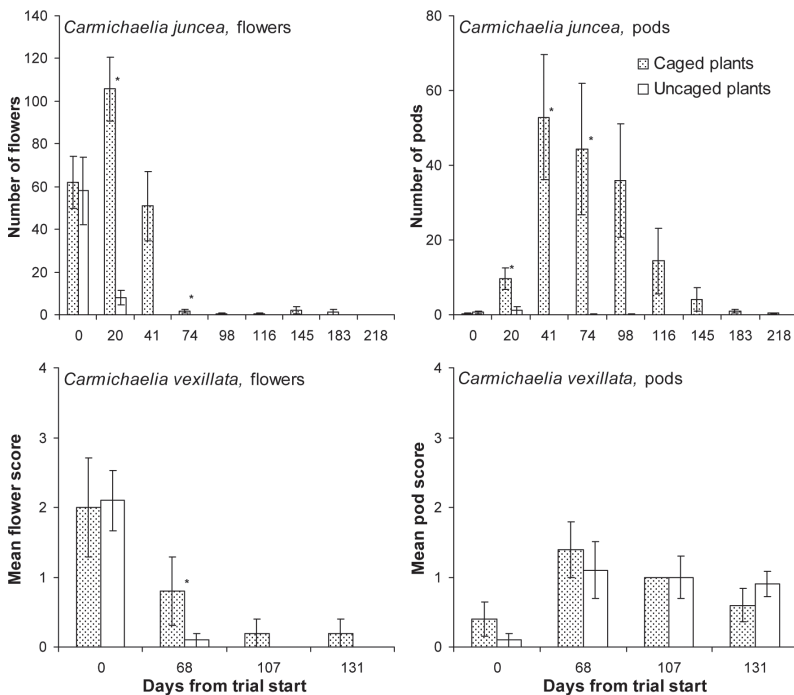 Carmichaelia juncea, flowers
140
120
100
80
60
40
20
0
Number of flowers
*
*
0 20 41 74 98 116 145 183 218
Carmichaelia juncea, pods
80
60
40
20
0
Number of pods
Caged plants
Uncaged plants
*
*
*
0 20 41 74 98 116 145 183 218
Carmichaelia vexillata, flowers
4
3
2
1
0
Mean flower score
*
0 68 107 131
Days from trial start
Carmichaelia vexillata, pods
4
3
2
1
0
Mean pod score
0 68 107 131
Days from trial start